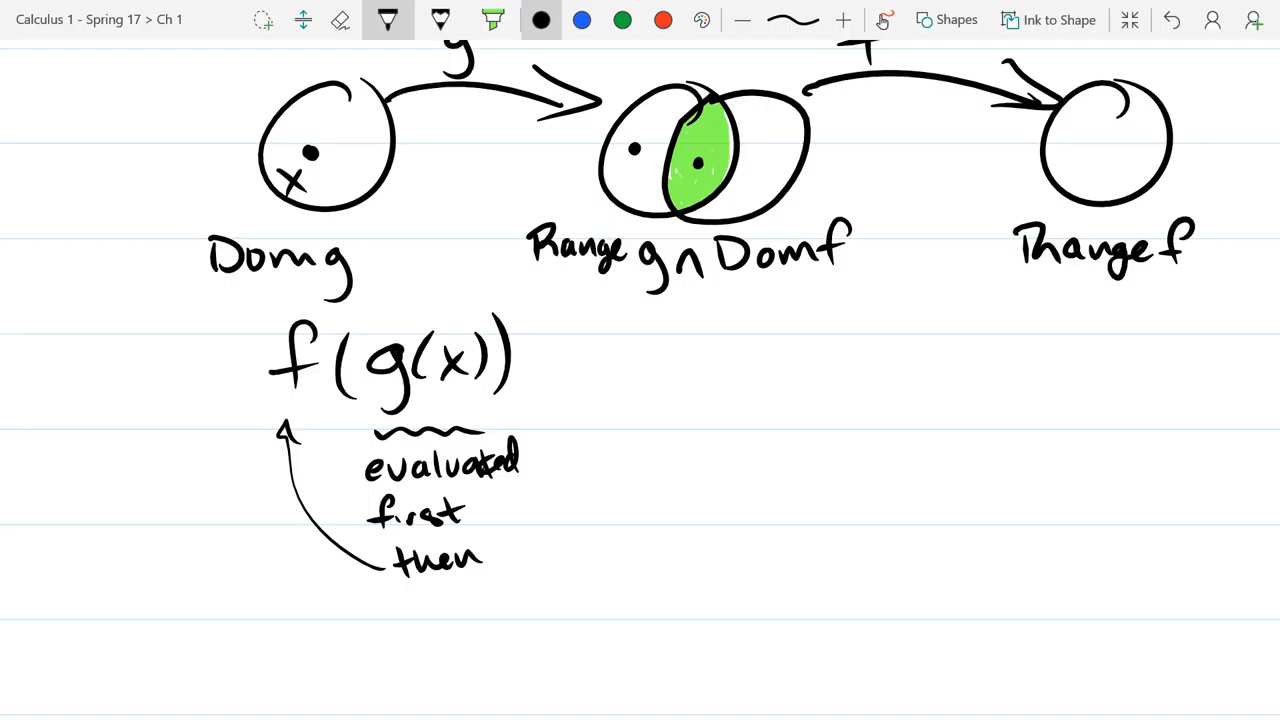 Calculus 1 - Spring 17 > Ch 1
Shapes
Ink to Shape
g
f
x
Dom g
Range g ∩ Dom f
Range f
f(g(x))
evaluated
first
then